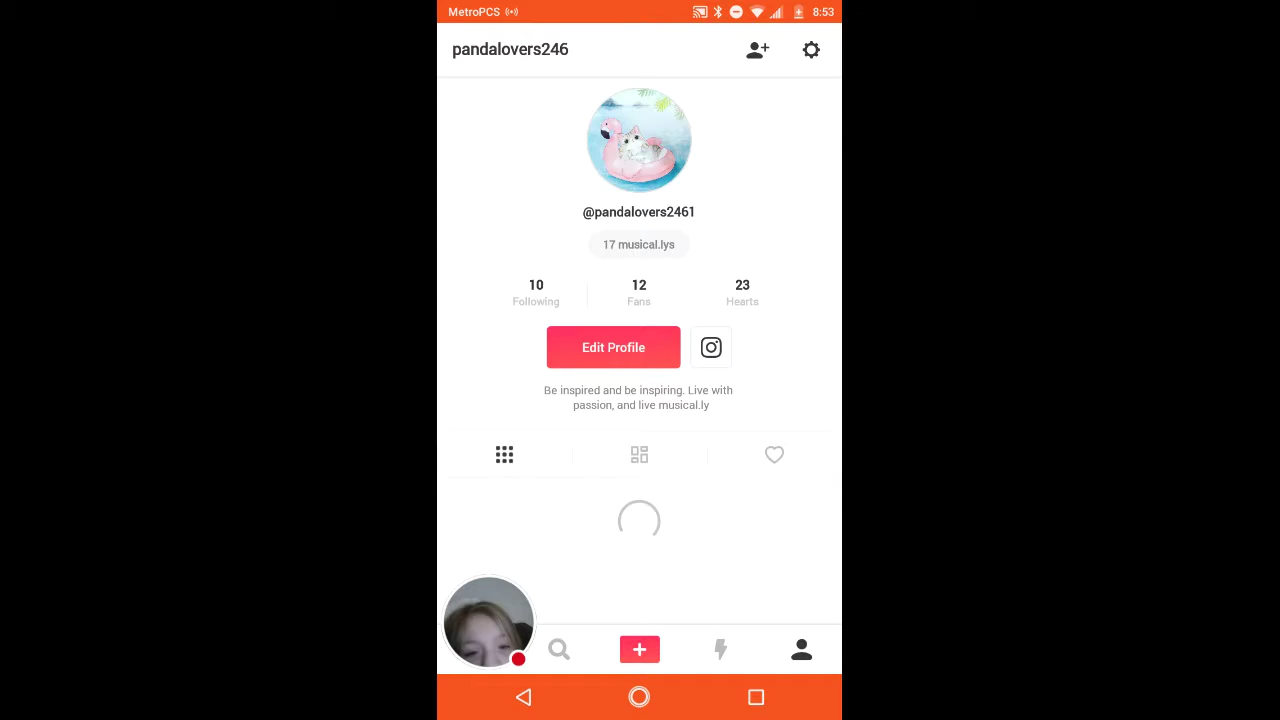 MetroPCS
8:53
pandalovers246
@pandalovers2461
17 musical.lys
10 12 23
Following Fans Hearts
Edit Profile
Be inspired and be inspiring. Live with
passion, and live musical.ly